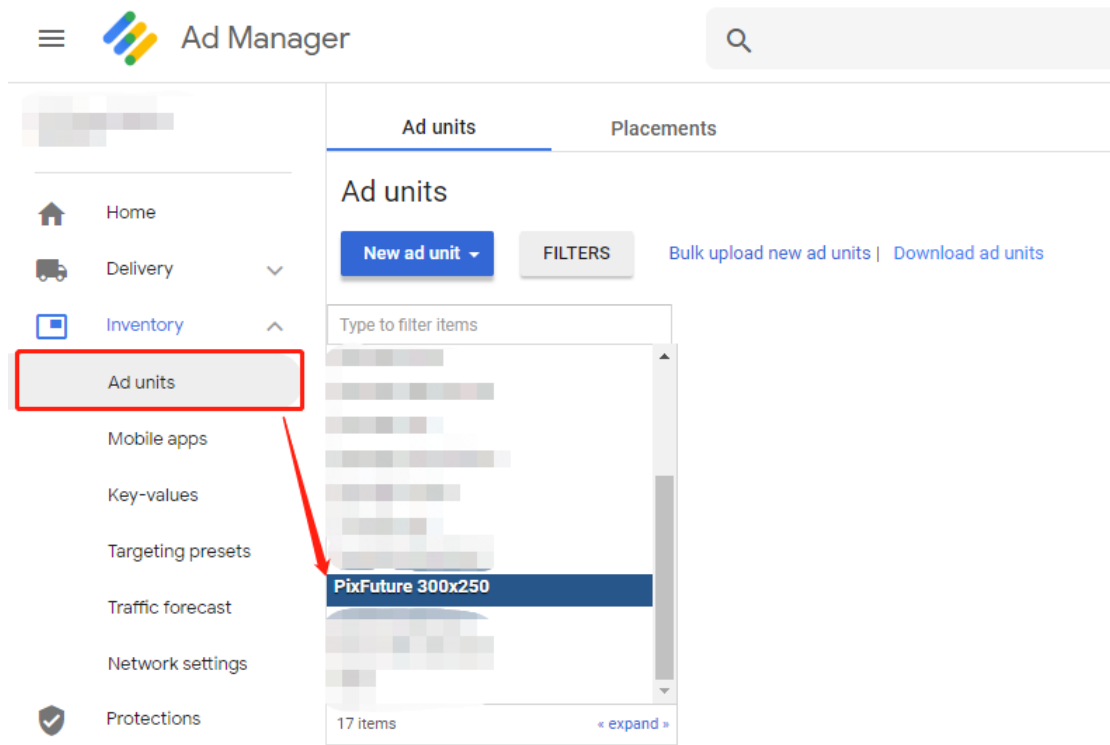 Ad Manager
Ad units
Placements
Ad units
New ad unit
FILTERS
Bulk upload new ad units | Download ad units
Type to filter items
Home
Delivery
Inventory
Ad units
Mobile apps
Key-values
Targeting presets
Traffic forecast
Network settings
Protections
PixFuture 300x250
17 items
« expand »